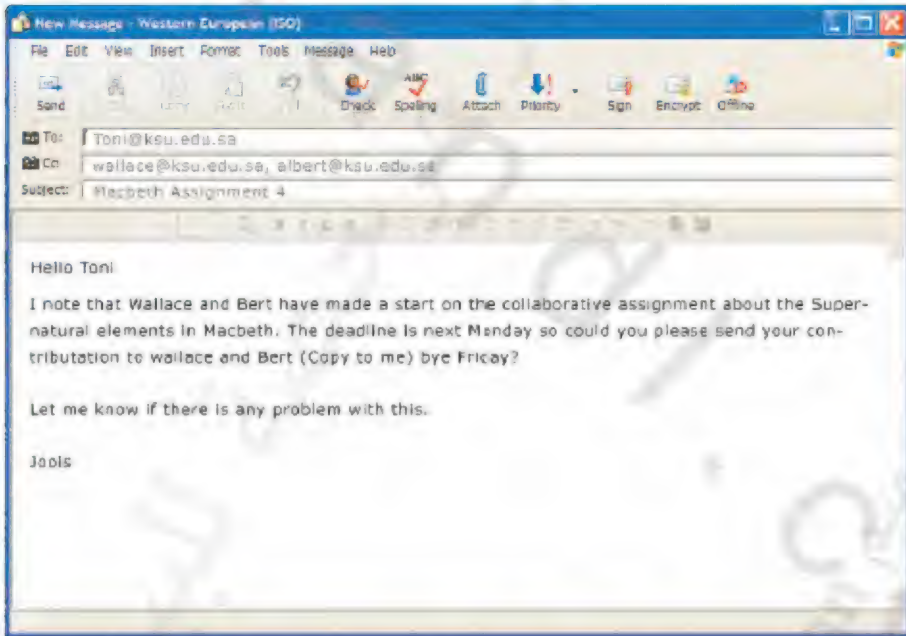 New Message - Western European (ISO)
File Edit View Insert Format Tools Message Help
Send Check Spelling Attach Priority Sign Encrypt Offline
To: Toni@ksu.edu.sa
Cc wallace@ksu.edu.sa, albert@ksu.edu.sa
Subject: Macbeth Assignment 4
Hello Toni
I note that Wallace and Bert have made a start on the collaborative assignment about the Super-
natural elements in Macbeth. The deadline is next Monday so could you please send your con-
tributation to wallace and Bert (Copy to me) bye Friday?
Let me know if there is any problem with this.
Jools